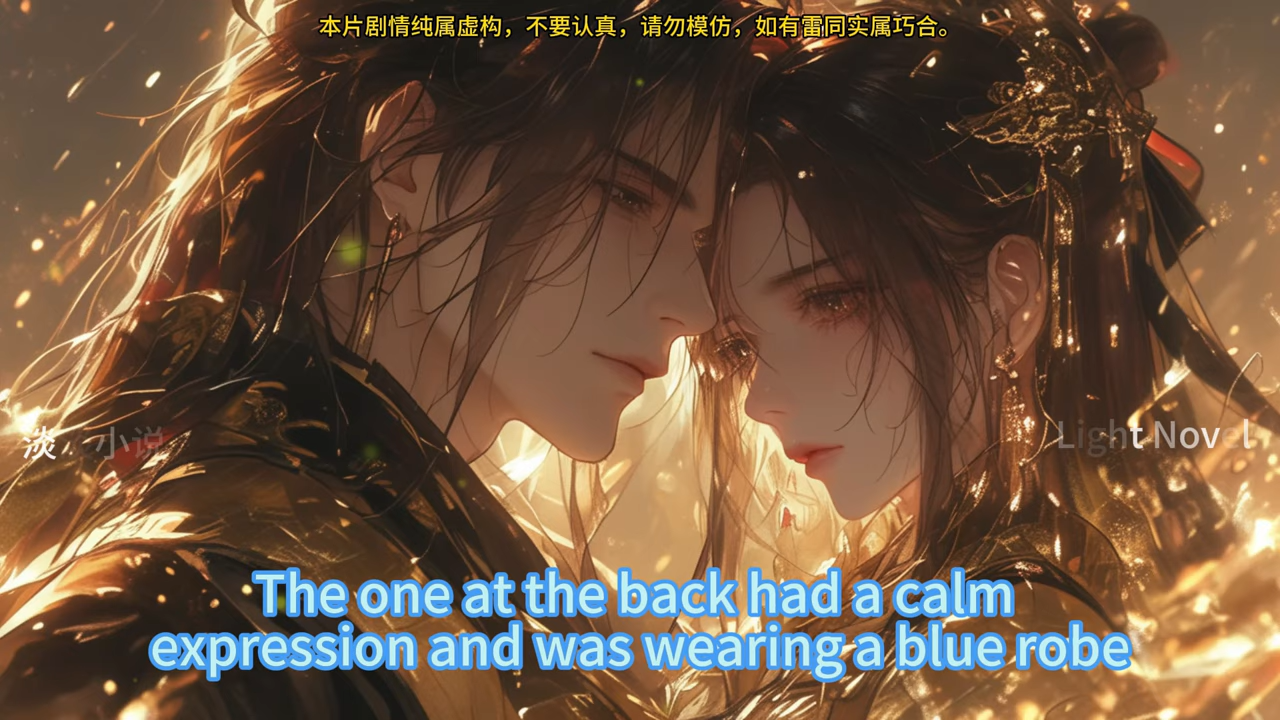 本片剧情纯属虚构，不要认真，请勿模仿，如有雷同实属巧合。
淡 小说
Light Novel
The one at the back had a calm
expression and was wearing a blue robe